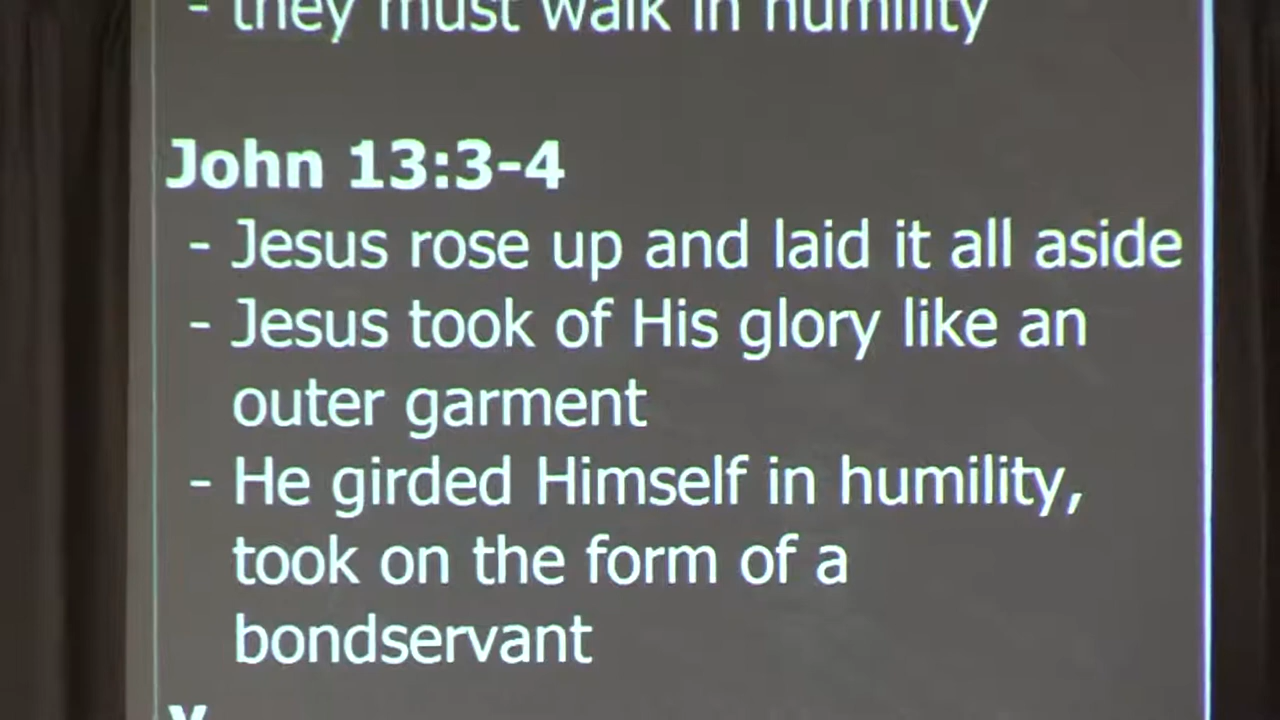 - they must walk in humility
John 13:3-4
- Jesus rose up and laid it all aside
- Jesus took of His glory like an
outer garment
- He girded Himself in humility,
took on the form of a
bondservant